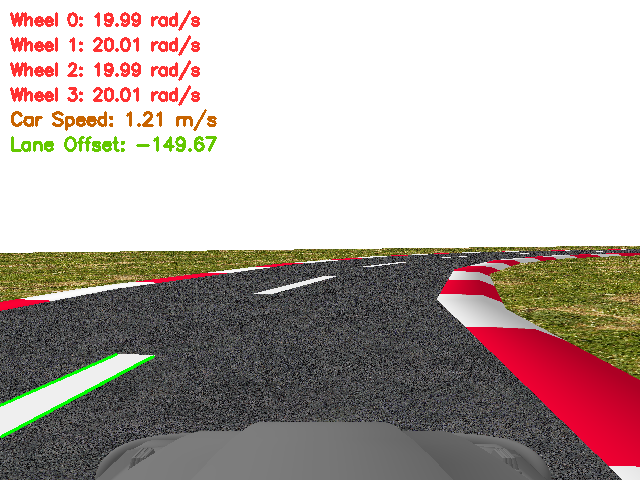 Wheel 0: 19.99 rad/s
Wheel 1: 20.01 rad/s
Wheel 2: 19.99 rad/s
Wheel 3: 20.01 rad/s
Car Speed: 1.21 m/s
Lane Offset: -149.67